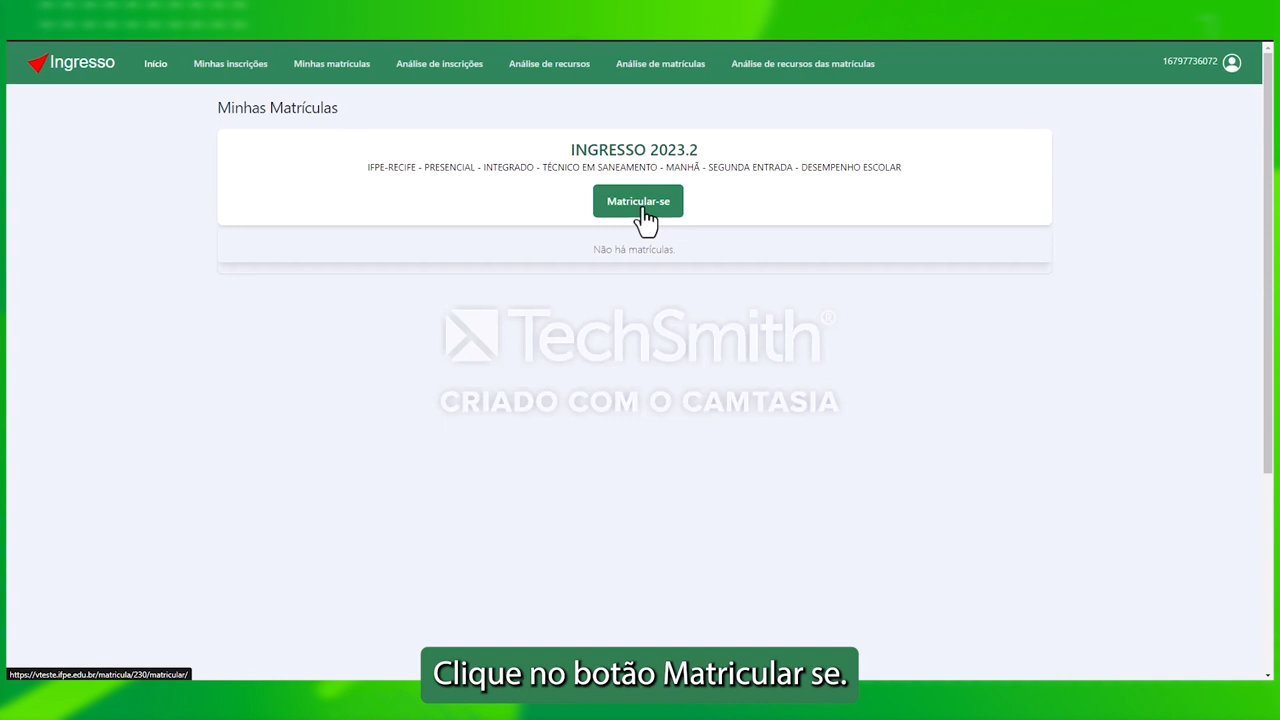 Ingresso Início Minhas inscrições Minhas matrículas Análise de inscrições Análise de recursos Análise de matrículas Análise de recursos das matrículas 16797736072
Minhas Matrículas
INGRESSO 2023.2
IFPE-RECIFE - PRESENCIAL - INTEGRADO - TÉCNICO EM SANEAMENTO - MANHÃ - SEGUNDA ENTRADA - DESEMPENHO ESCOLAR
Matricular-se
Não há matrículas.
TechSmith®
CRIADO COM O CAMTASIA
Clique no botão Matricular se.
https://vteste.ifpe.edu.br/matricula/230/matricular/